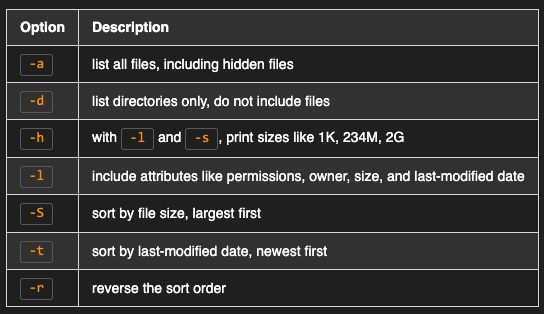 Option Description
-a list all files, including hidden files
-d list directories only, do not include files
-h with -l and -s , print sizes like 1K, 234M, 2G
-l include attributes like permissions, owner, size, and last-modified date
-S sort by file size, largest first
-t sort by last-modified date, newest first
-r reverse the sort order